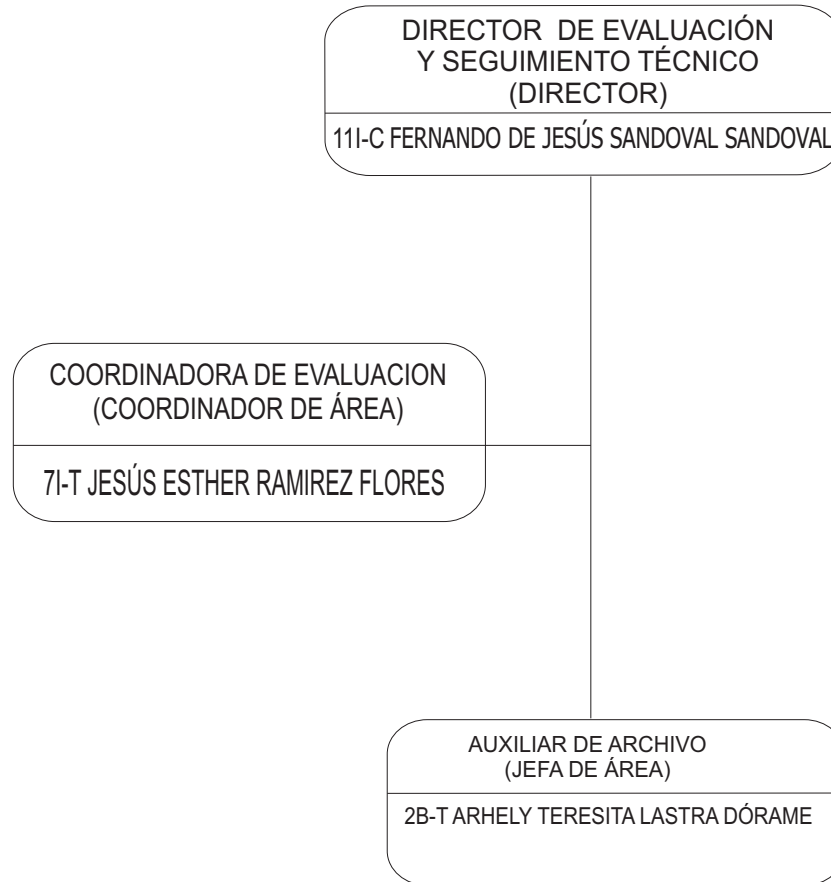 DIRECTOR DE EVALUACIÓN
Y SEGUIMIENTO TÉCNICO
(DIRECTOR)
11I-C FERNANDO DE JESÚS SANDOVAL SANDOVAL
COORDINADORA DE EVALUACION
(COORDINADOR DE ÁREA)
7I-T JESÚS ESTHER RAMIREZ FLORES
AUXILIAR DE ARCHIVO
(JEFA DE ÁREA)
2B-T ARHELY TERESITA LASTRA DÓRAME